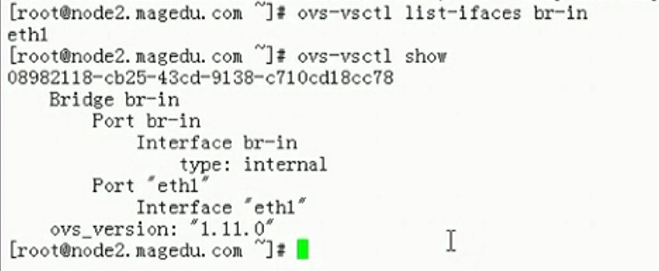 [root@node2.magedu.com ~]# ovs-vsctl list-ifaces br-in
eth1
[root@node2.magedu.com ~]# ovs-vsctl show
08982118-cb25-43cd-9138-c710cd18cc78
    Bridge br-in
        Port br-in
            Interface br-in
                type: internal
        Port "eth1"
            Interface "eth1"
    ovs_version: "1.11.0"
[root@node2.magedu.com ~]#